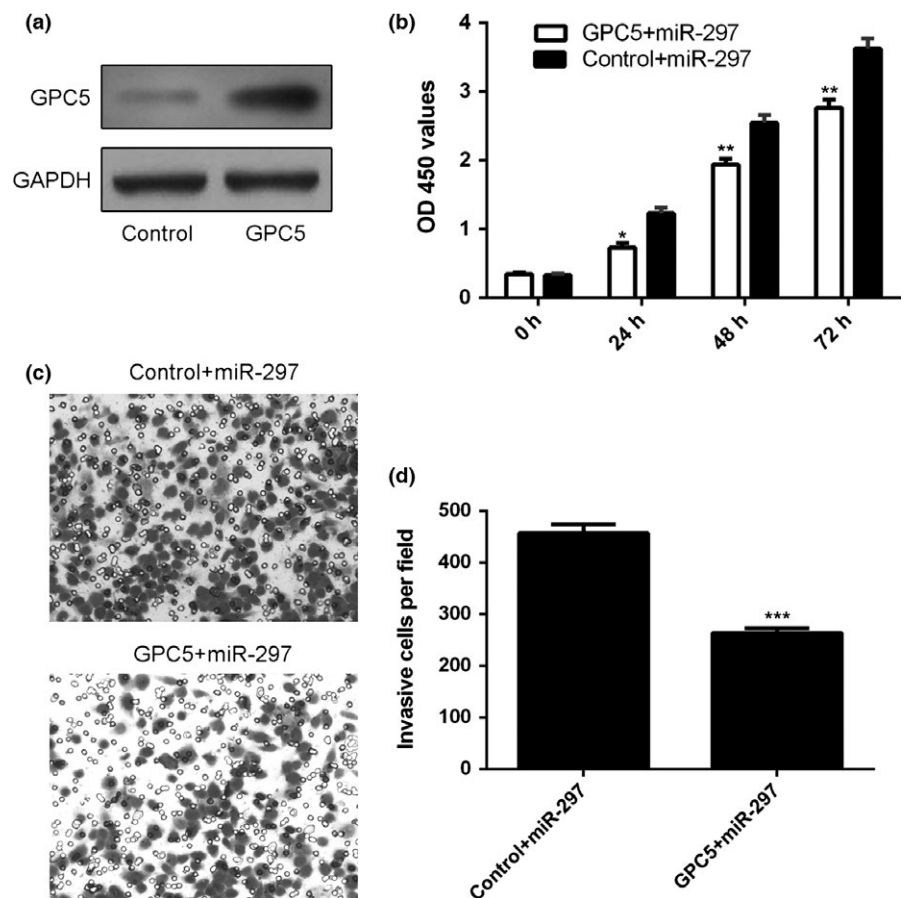 (a)
GPC5
GAPDH
Control GPC5
(b)
GPC5+miR-297
Control+miR-297
OD 450 values
4
3
2
1
0
*
**
**
0 h
24 h
48 h
72 h
(c)
Control+miR-297
GPC5+miR-297
(d)
Invasive cells per field
500
400
300
200
100
0
***
Control+miR-297
GPC5+miR-297